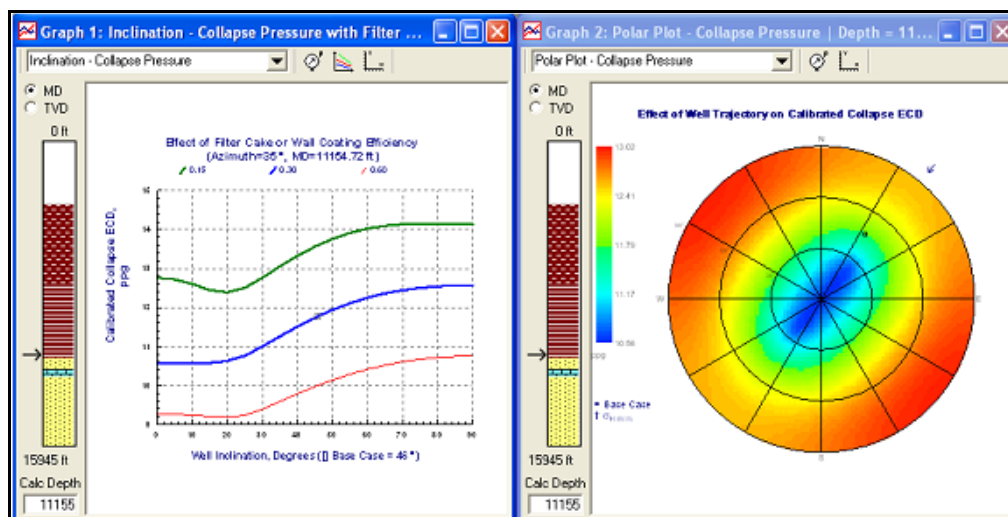 Graph 1: Inclination - Collapse Pressure with Filter ...
Inclination - Collapse Pressure
MD
TVD
0 ft
15945 ft
Calc Depth
11155
Effect of Filter Cake or Wall Coating Efficiency
(Azimuth=35°, MD=11154.72 ft)
0.15 0.30 0.60
Calibrated Collapse ECD,
PPG
15
14
13
12
11
10
9
0 10 20 30 40 50 60 70 80 90
Well Inclination, Degrees ([] Base Case = 46°)
Graph 2: Polar Plot - Collapse Pressure | Depth = 11...
Polar Plot - Collapse Pressure
MD
TVD
0 ft
15945 ft
Calc Depth
11155
Effect of Well Trajectory on Calibrated Collapse ECD
13.02
12.41
11.79
11.17
10.56
ppg
N
W
E
S
Base Case